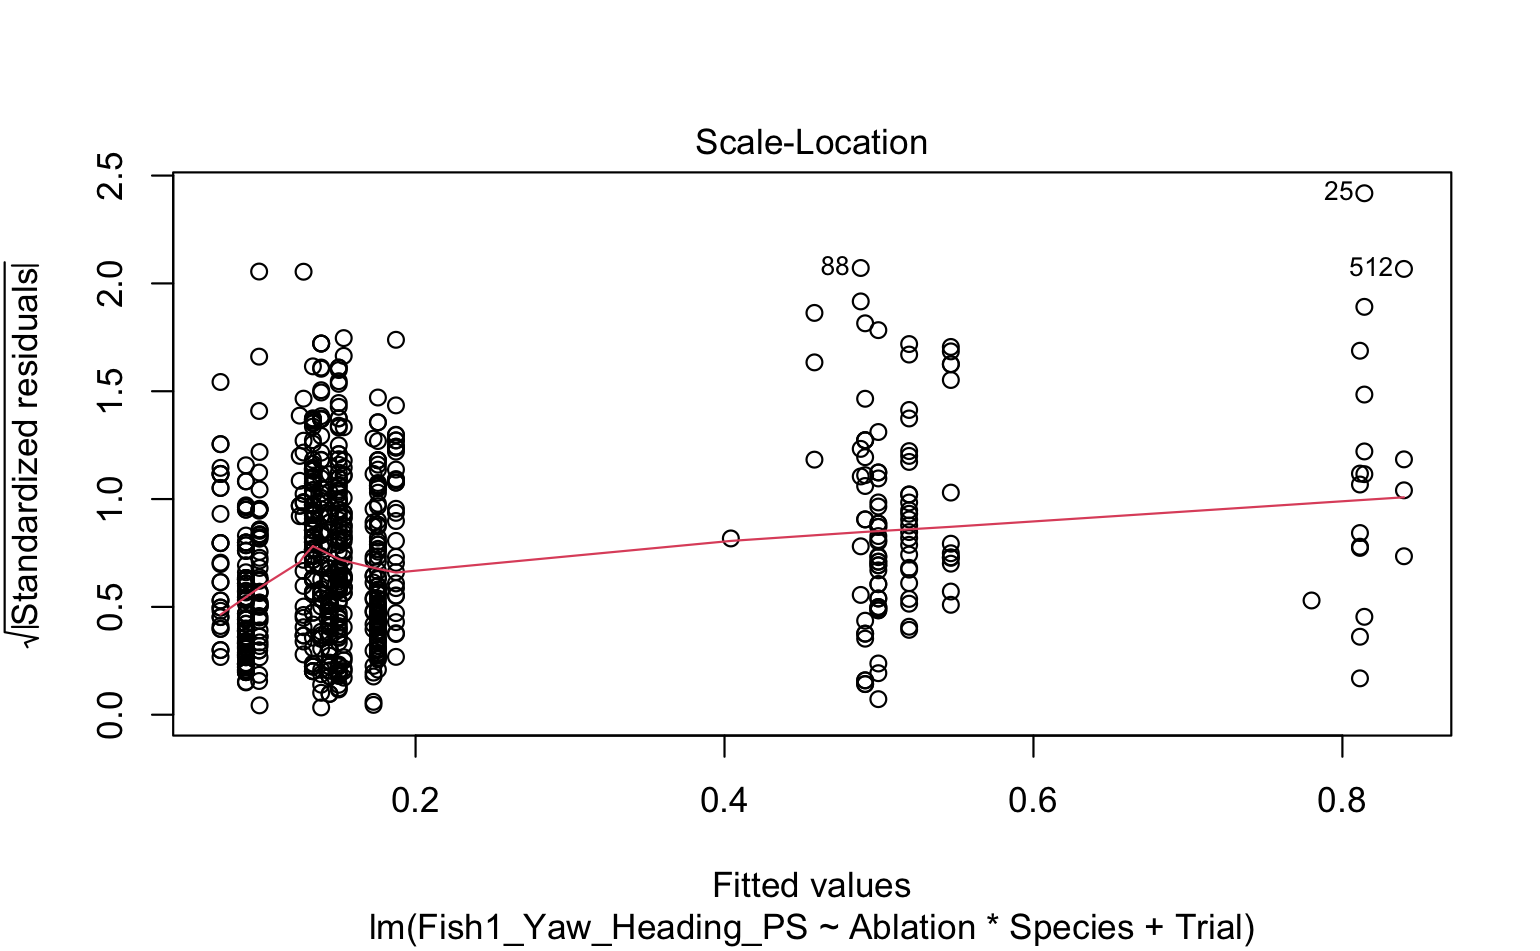 Scale-Location
√|Standardized residuals|
2.5
2.0
1.5
1.0
0.5
0.0
25
88
512
0.2 0.4 0.6 0.8
Fitted values
lm(Fish1_Yaw_Heading_PS ~ Ablation * Species + Trial)